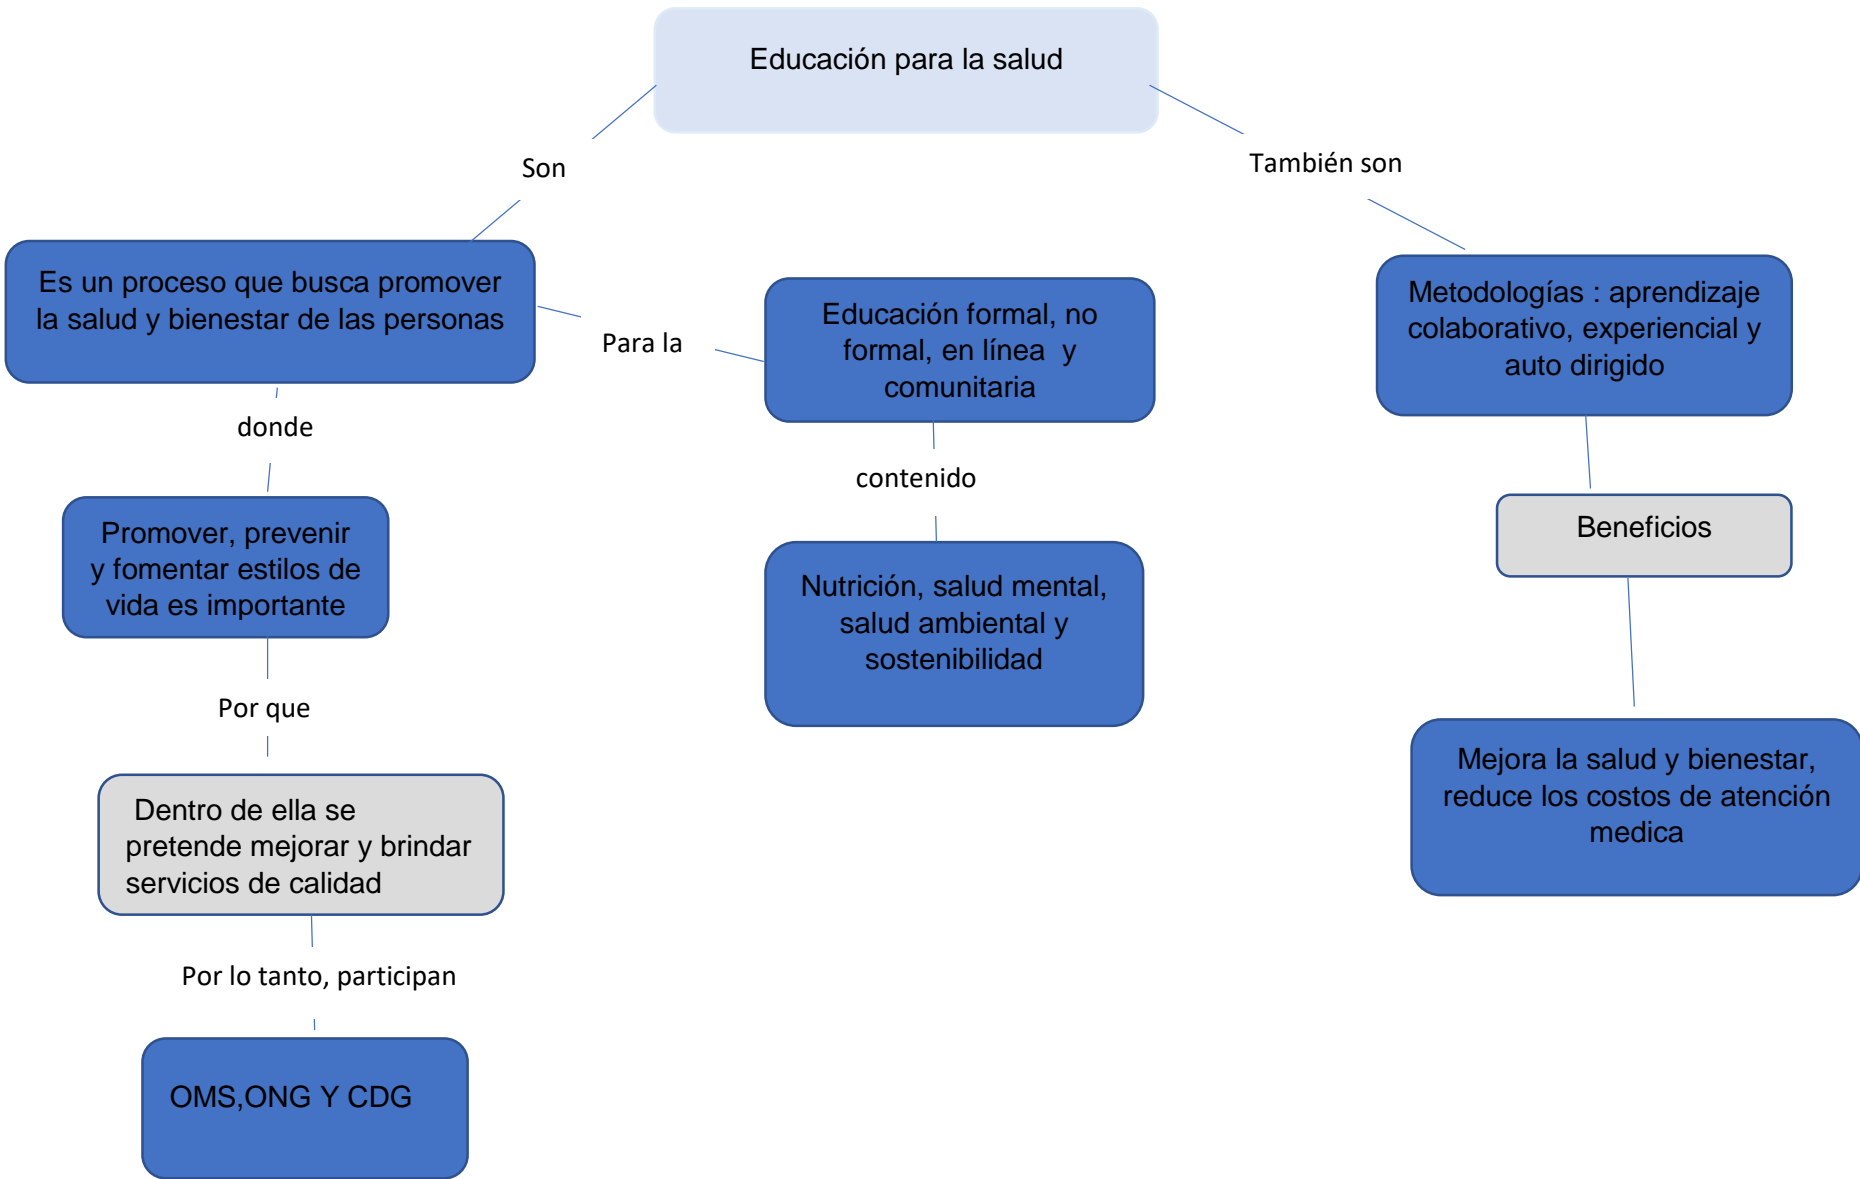 Educación para la salud
Son
También son
Es un proceso que busca promover
la salud y bienestar de las personas
Para la
Educación formal, no
formal, en línea  y
comunitaria
Metodologías : aprendizaje
colaborativo, experiencial y
auto dirigido
donde
contenido
Promover, prevenir
y fomentar estilos de
vida es importante
Nutrición, salud mental,
salud ambiental y
sostenibilidad
Beneficios
Por que
Mejora la salud y bienestar,
reduce los costos de atención
medica
Dentro de ella se
pretende mejorar y brindar
servicios de calidad
Por lo tanto, participan
OMS,ONG Y CDG